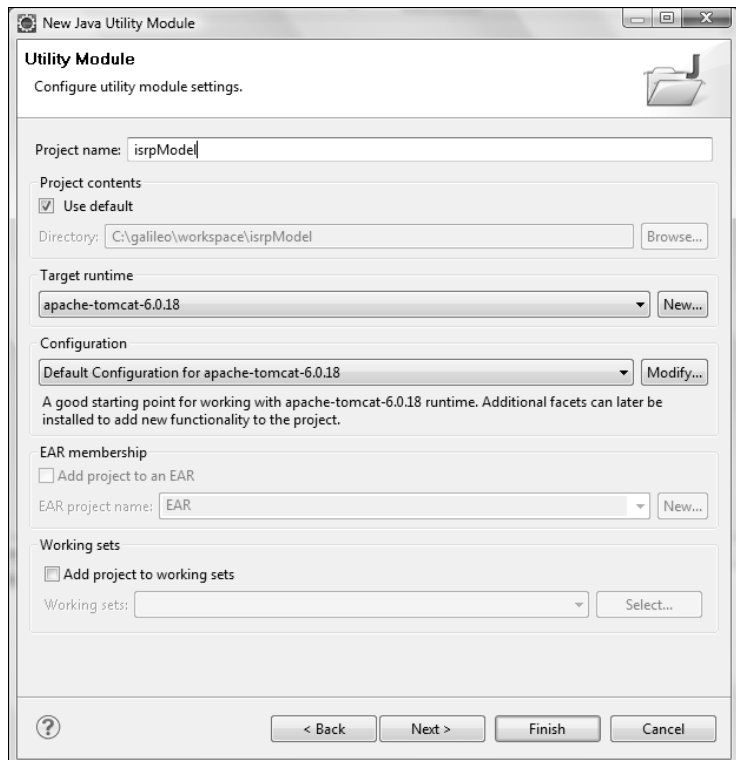 New Java Utility Module
Utility Module
Configure utility module settings.
Project name: isrpModel
Project contents
Use default
Directory: C:\galileo\workspace\isrpModel Browse...
Target runtime
apache-tomcat-6.0.18 New...
Configuration
Default Configuration for apache-tomcat-6.0.18 Modify...
A good starting point for working with apache-tomcat-6.0.18 runtime. Additional facets can later be
installed to add new functionality to the project.
EAR membership
Add project to an EAR
EAR project name: EAR New...
Working sets
Add project to working sets
Working sets: Select...
? < Back Next > Finish Cancel